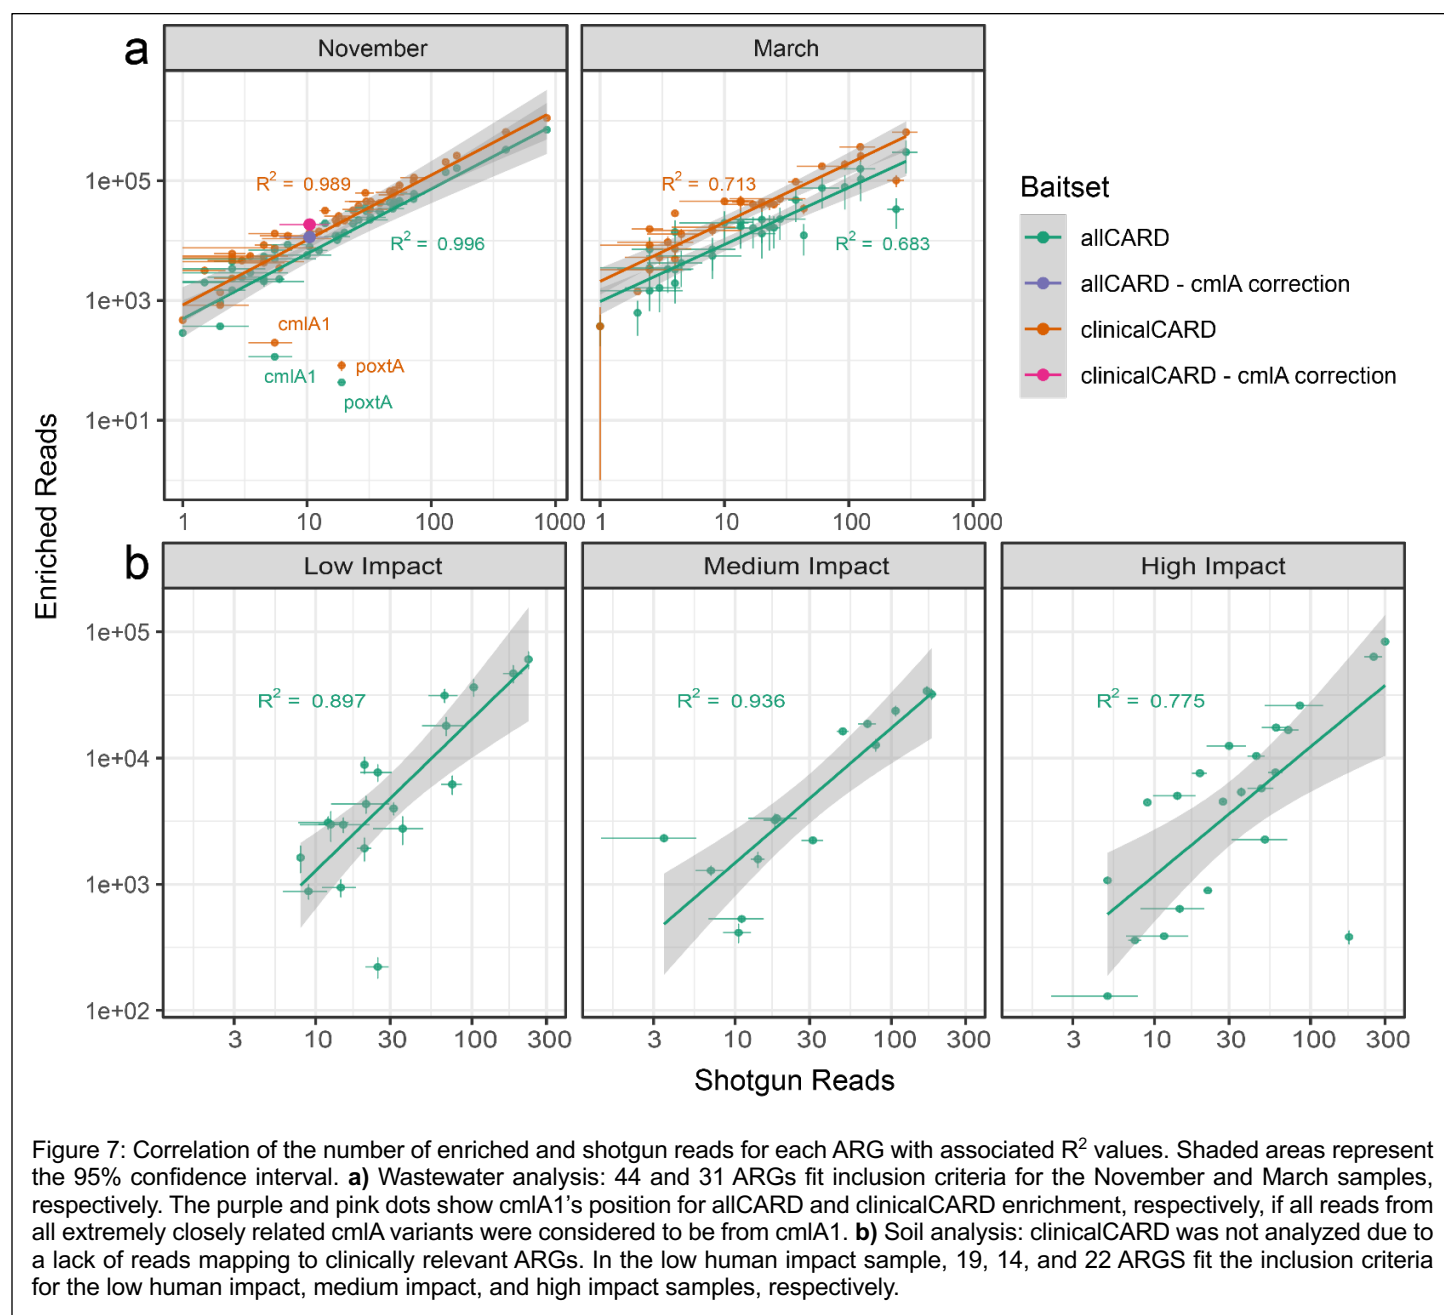 a
November
March
Baitset
allCARD
allCARD - cmlA correction
clinicalCARD
clinicalCARD - cmlA correction
R² = 0.989
R² = 0.996
R² = 0.713
R² = 0.683
cmlA1
cmlA1
poxtA
poxtA
1e+05
1e+03
1e+01
1 10 100 1000
1 10 100 1000
Enriched Reads
b
Low Impact
Medium Impact
High Impact
R² = 0.897
R² = 0.936
R² = 0.775
1e+05
1e+04
1e+03
1e+02
3 10 30 100 300
3 10 30 100 300
3 10 30 100 300
Shotgun Reads
Figure 7: Correlation of the number of enriched and shotgun reads for each ARG with associated R² values. Shaded areas represent
the 95% confidence interval. a) Wastewater analysis: 44 and 31 ARGs fit inclusion criteria for the November and March samples,
respectively. The purple and pink dots show cmlA1's position for allCARD and clinicalCARD enrichment, respectively, if all reads from
all extremely closely related cmlA variants were considered to be from cmlA1. b) Soil analysis: clinicalCARD was not analyzed due to
a lack of reads mapping to clinically relevant ARGs. In the low human impact sample, 19, 14, and 22 ARGS fit the inclusion criteria
for the low human impact, medium impact, and high impact samples, respectively.